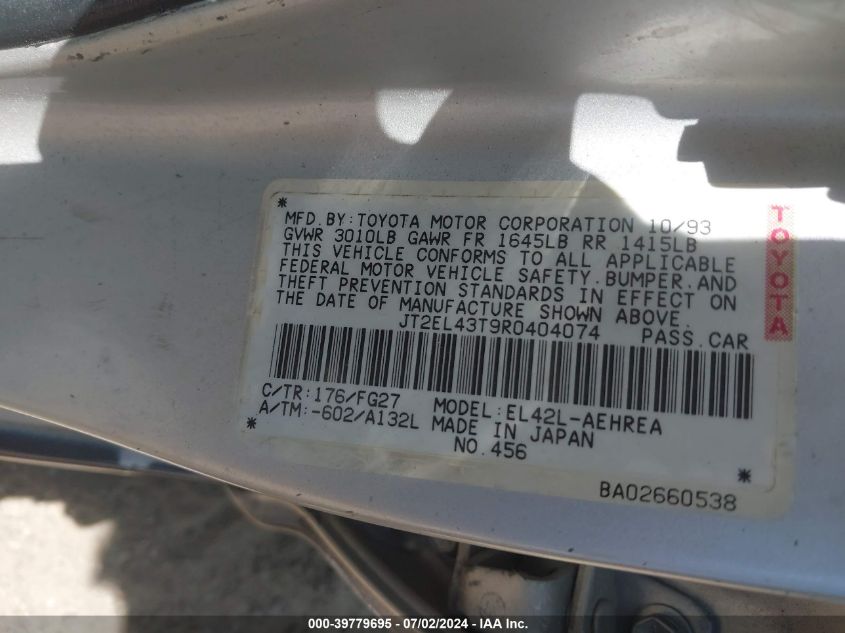 * MFD.BY:TOYOTA MOTOR CORPORATION 10/93
GVWR 3010LB GAWR FR 1645LB RR 1415LB
THIS VEHICLE CONFORMS TO ALL APPLICABLE
FEDERAL MOTOR VEHICLE SAFETY.BUMPER.AND
THEFT PREVENTION STANDARDS IN EFFECT ON
THE DATE OF MANUFACTURE SHOWN ABOVE.
JT2EL43T9R0404074 PASS.CAR
TOYOTA
C/TR:176/FG27 MODEL:EL42L-AEHREA
A/TM:-602/A132L MADE IN JAPAN
* NO.456 *
BA02660538
000-39779695 - 07/02/2024 - IAA Inc.